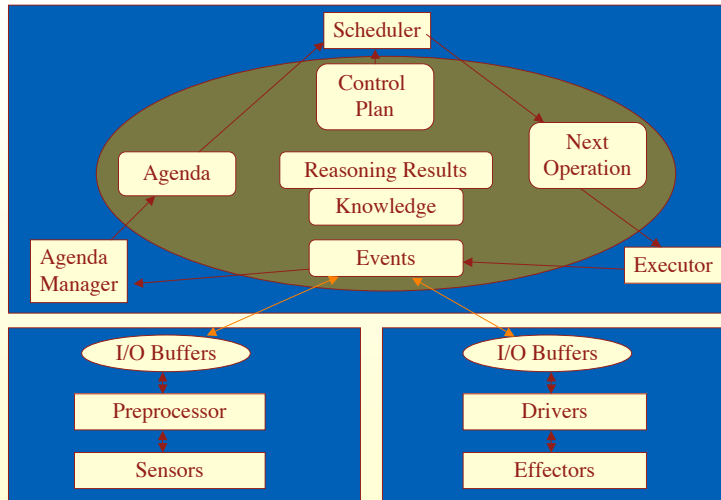 Scheduler
Control
Plan
Next
Operation
Agenda
Reasoning Results
Knowledge
Agenda
Manager
Events
Executor
I/O Buffers
I/O Buffers
Preprocessor
Drivers
Sensors
Effectors